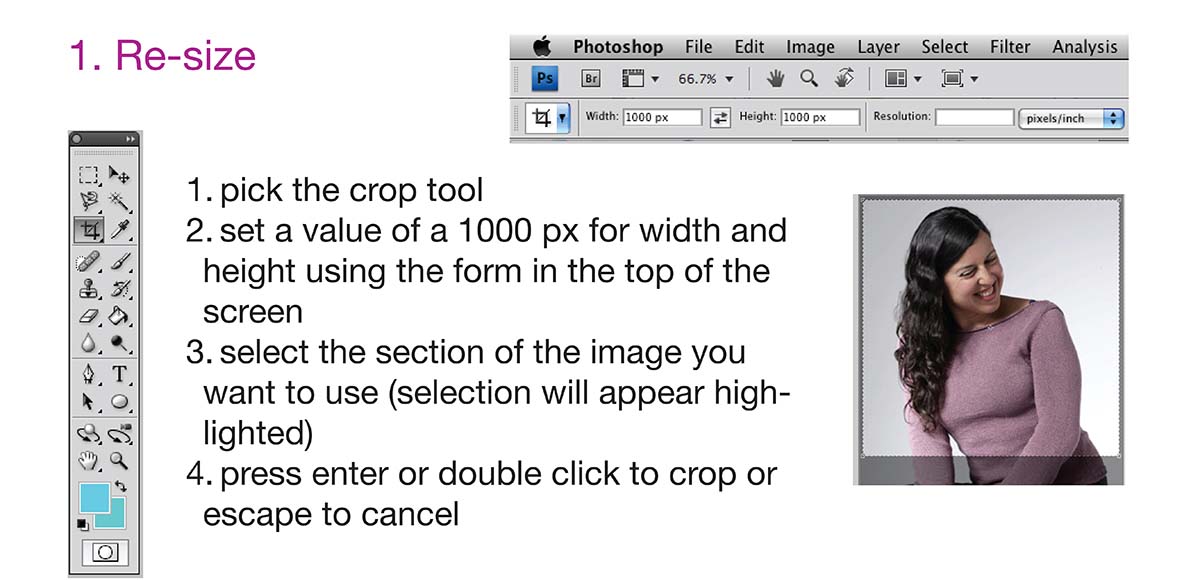 1. Re-size
Photoshop File Edit Image Layer Select Filter Analysis
Ps Br 66.7%
Width: 1000 px Height: 1000 px Resolution: pixels/inch
1. pick the crop tool
2. set a value of a 1000 px for width and
height using the form in the top of the
screen
3. select the section of the image you
want to use (selection will appear high-
lighted)
4. press enter or double click to crop or
escape to cancel
T